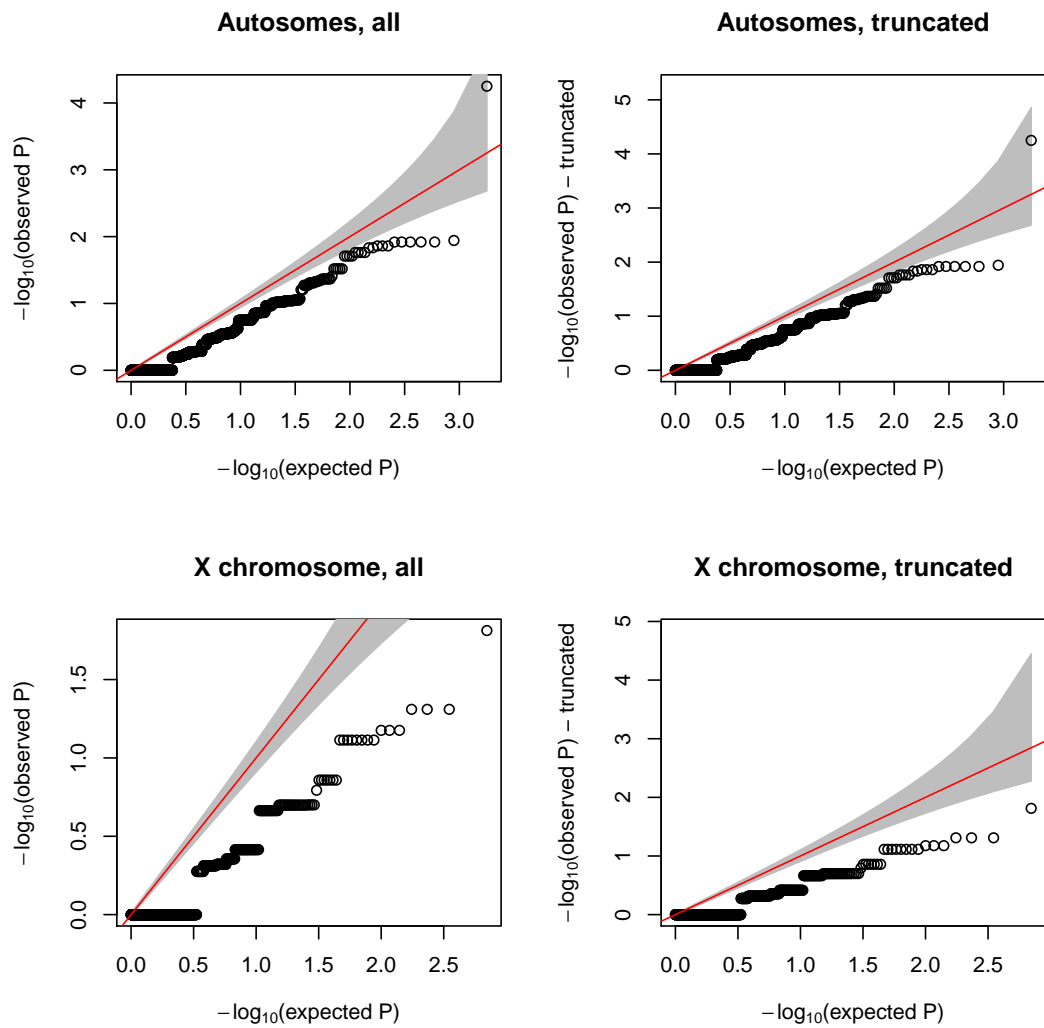 Autosomes, all
−log₁₀(observed P)
4
3
2
1
0
0.0 0.5 1.0 1.5 2.0 2.5 3.0
−log₁₀(expected P)
Autosomes, truncated
−log₁₀(observed P) − truncated
5
4
3
2
1
0
0.0 0.5 1.0 1.5 2.0 2.5 3.0
−log₁₀(expected P)
X chromosome, all
−log₁₀(observed P)
1.5
1.0
0.5
0.0
0.0 0.5 1.0 1.5 2.0 2.5
−log₁₀(expected P)
X chromosome, truncated
−log₁₀(observed P) − truncated
5
4
3
2
1
0
0.0 0.5 1.0 1.5 2.0 2.5
−log₁₀(expected P)